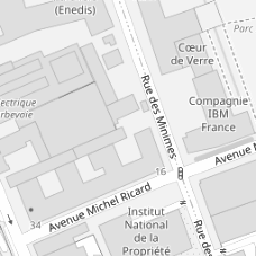 (Enedis)
Parc
Cœur
de Verre
Rue des Minimes
ectrique
rbevoie
Compagnie
IBM
France
Avenue M
16
34
Avenue Michel Ricard
Institut
National
de la
Propriété
Rue des